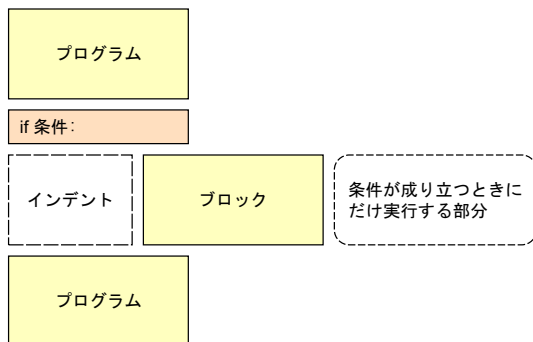 プログラム
if 条件:
インデント
ブロック
条件が成り立つときに
だけ実行する部分
プログラム